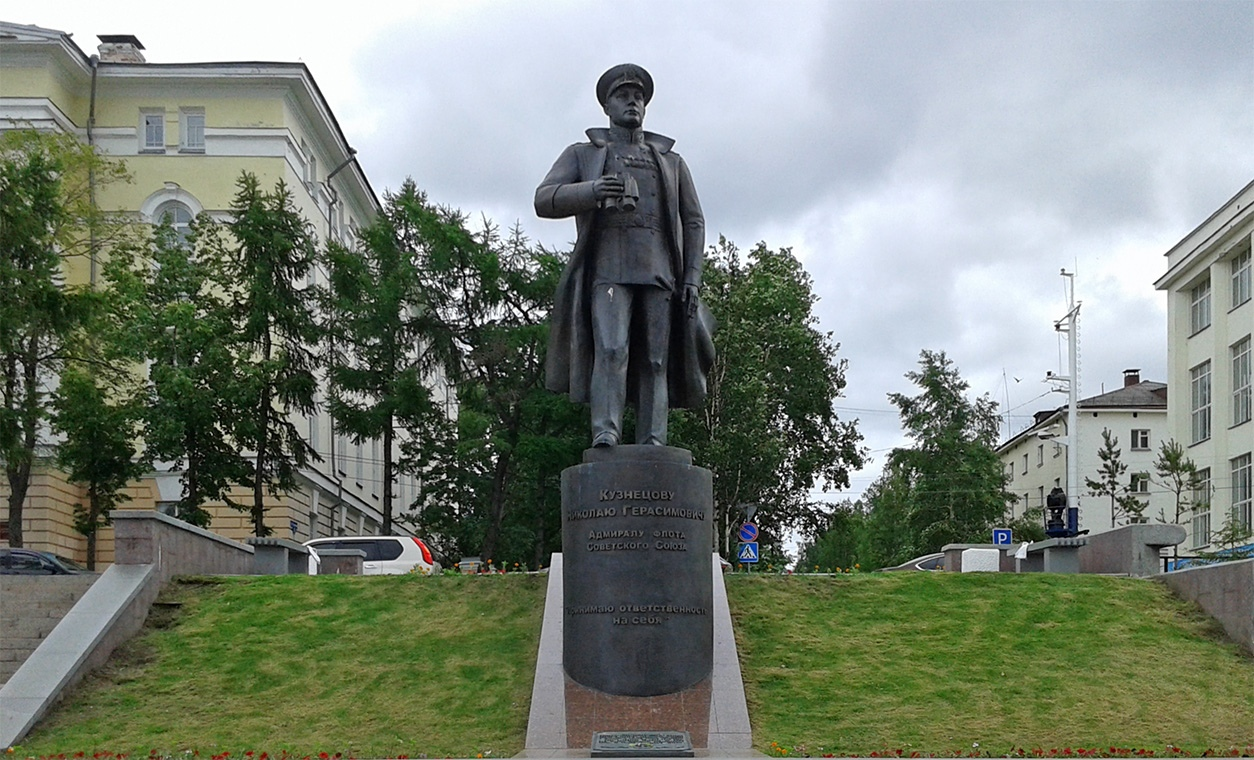 Кузнецову
Николаю Герасимовичу
Адмиралу флота
Советского Союза
Принимаю ответственность
на себя
P